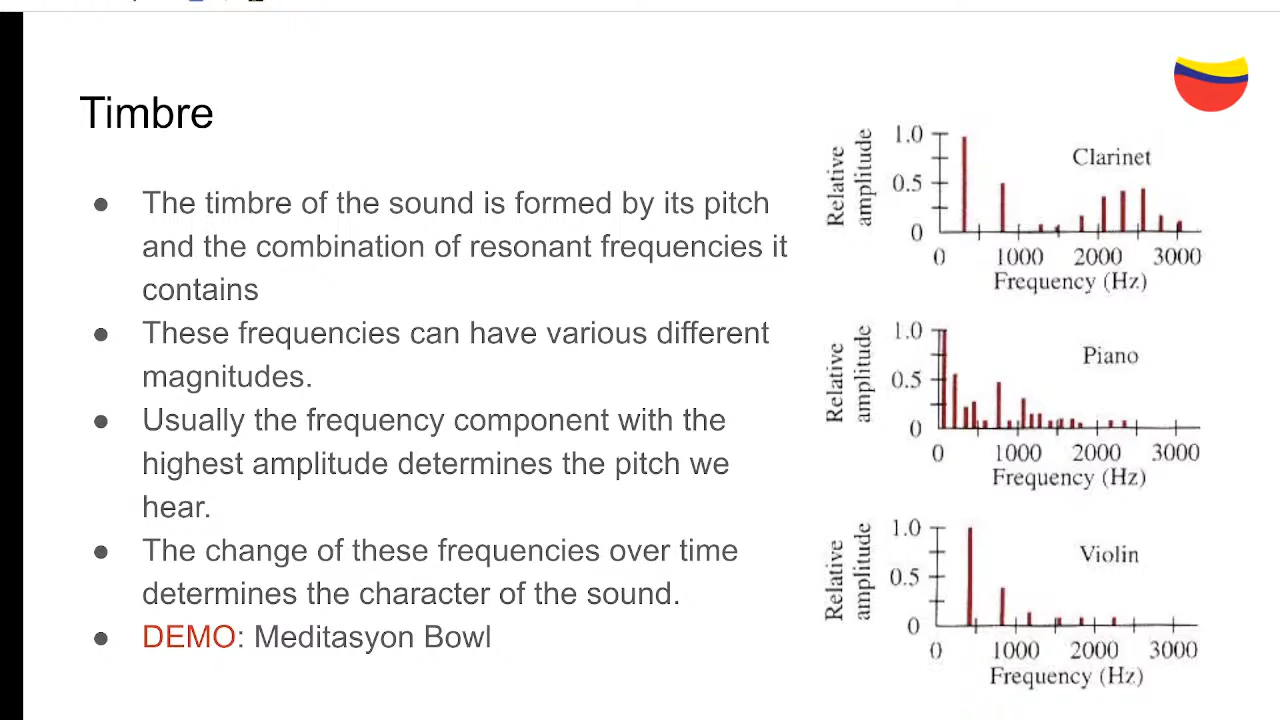 Timbre
● The timbre of the sound is formed by its pitch
and the combination of resonant frequencies it
contains
● These frequencies can have various different
magnitudes.
● Usually the frequency component with the
highest amplitude determines the pitch we
hear.
● The change of these frequencies over time
determines the character of the sound.
● DEMO: Meditasyon Bowl
Relative
amplitude
1.0
0.5
0
Clarinet
0 1000 2000 3000
Frequency (Hz)
Relative
amplitude
1.0
0.5
0
Piano
0 1000 2000 3000
Frequency (Hz)
Relative
amplitude
1.0
0.5
0
Violin
0 1000 2000 3000
Frequency (Hz)